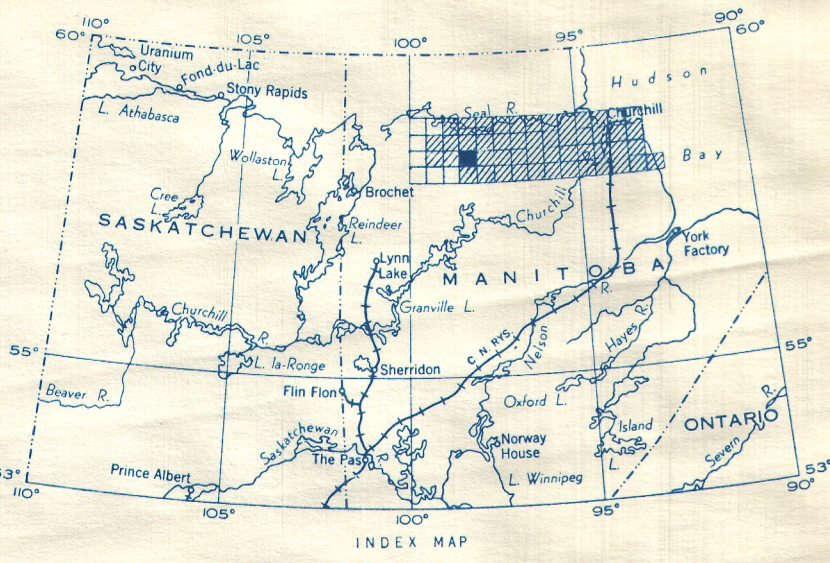 110°
60°
105°
100°
95°
90°
60°
Uranium
City
Fond-du-Lac
Stony Rapids
L. Athabasca
Hudson
Seal R.
Churchill
Bay
Wollaston
L.
Cree
L.
Brochet
Reindeer
L.
Churchill
SASKATCHEWAN
York
Factory
Lynn
Lake
MANITOBA
R.
Churchill
R.
Granville L.
Hayes R.
Nelson
C.N. RYS.
55°
55°
L. la-Ronge
Sherridon
Beaver R.
Flin Flon
Oxford L.
Island
L.
ONTARIO
R.
Severn
Saskatchewan
R.
The Pas
Norway
House
L. Winnipeg
Prince Albert
53°
110°
105°
100°
95°
90°
53°
INDEX MAP